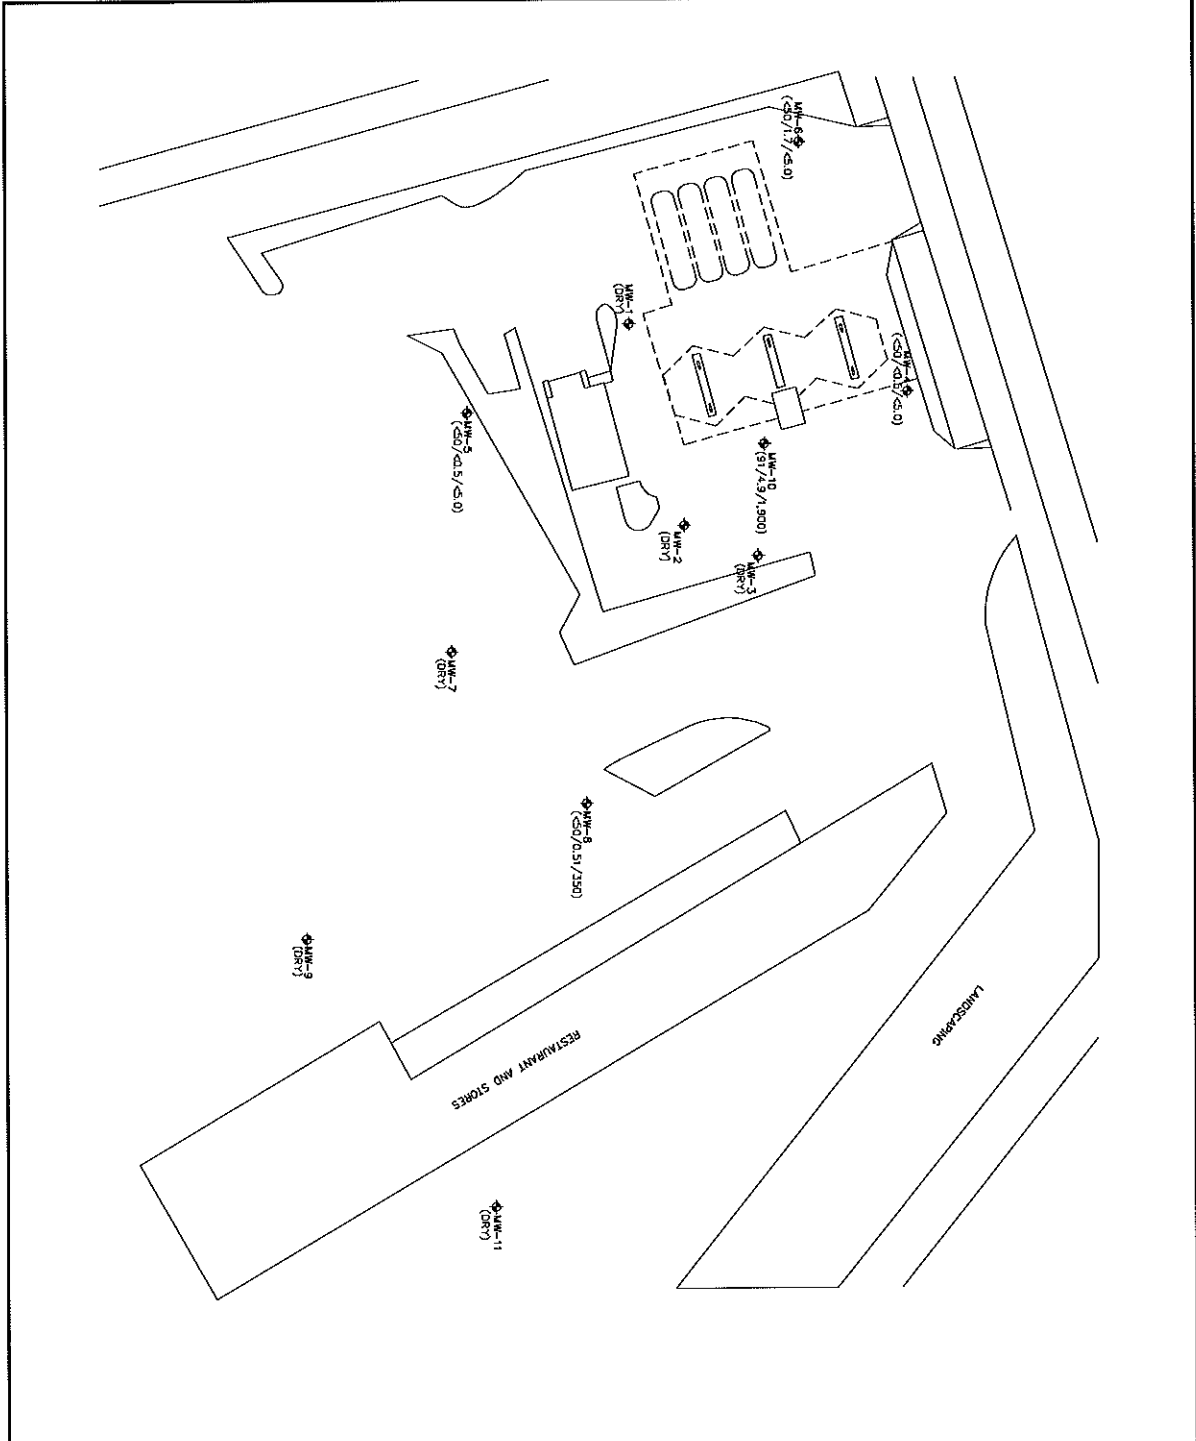 MW-6
(<50/1.7/<5.0)
MW-1
(DRY)
MW-4
(<50/<0.5/<5.0)
MW-5
(<50/<0.5/<5.0)
MW-10
(91/4.9/1,900)
MW-2
(DRY)
MW-3
(DRY)
MW-7
(DRY)
MW-8
(<50/0.51/350)
MW-9
(DRY)
LANDSCAPING
RESTAURANT AND STORES
MW-11
(DRY)